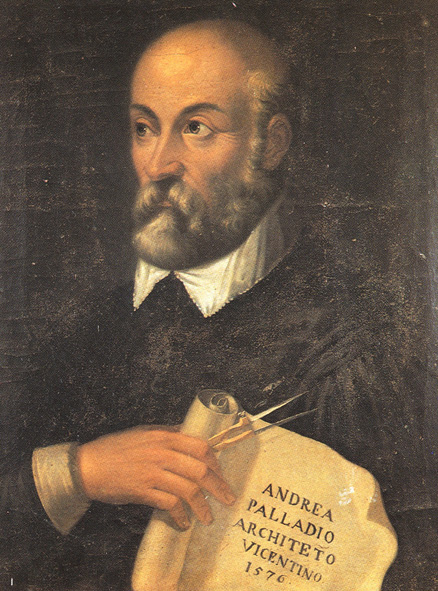 ANDREA
PALLADIO
ARCHITETO
VICENTINO
1576.